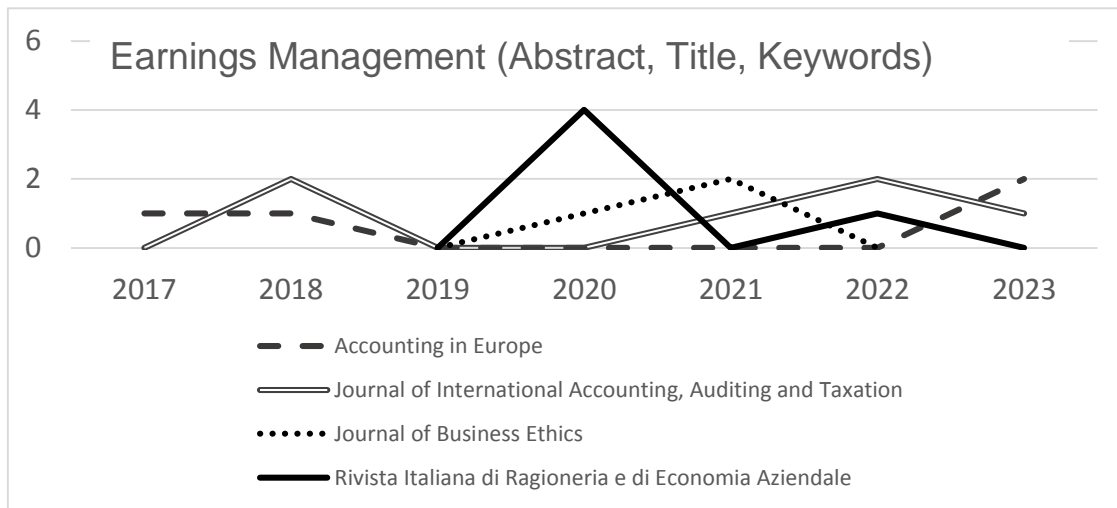 Earnings Management (Abstract, Title, Keywords)
6
4
2
0
2017 2018 2019 2020 2021 2022 2023
Accounting in Europe
Journal of International Accounting, Auditing and Taxation
Journal of Business Ethics
Rivista Italiana di Ragioneria e di Economia Aziendale